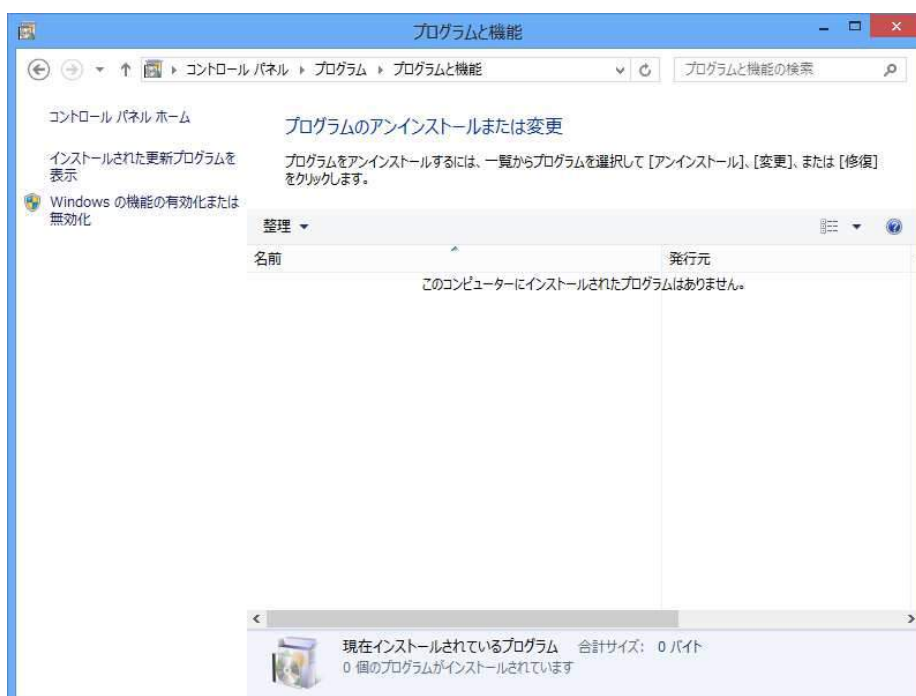 プログラムと機能
コントロール パネル ▸ プログラム ▸ プログラムと機能
プログラムと機能の検索
コントロール パネル ホーム
インストールされた更新プログラムを
表示
Windows の機能の有効化または
無効化
プログラムのアンインストールまたは変更
プログラムをアンインストールするには、一覧からプログラムを選択して [アンインストール]、[変更]、または [修復]
をクリックします。
整理
名前
発行元
このコンピューターにインストールされたプログラムはありません。
現在インストールされているプログラム 合計サイズ: 0 バイト
0 個のプログラムがインストールされています